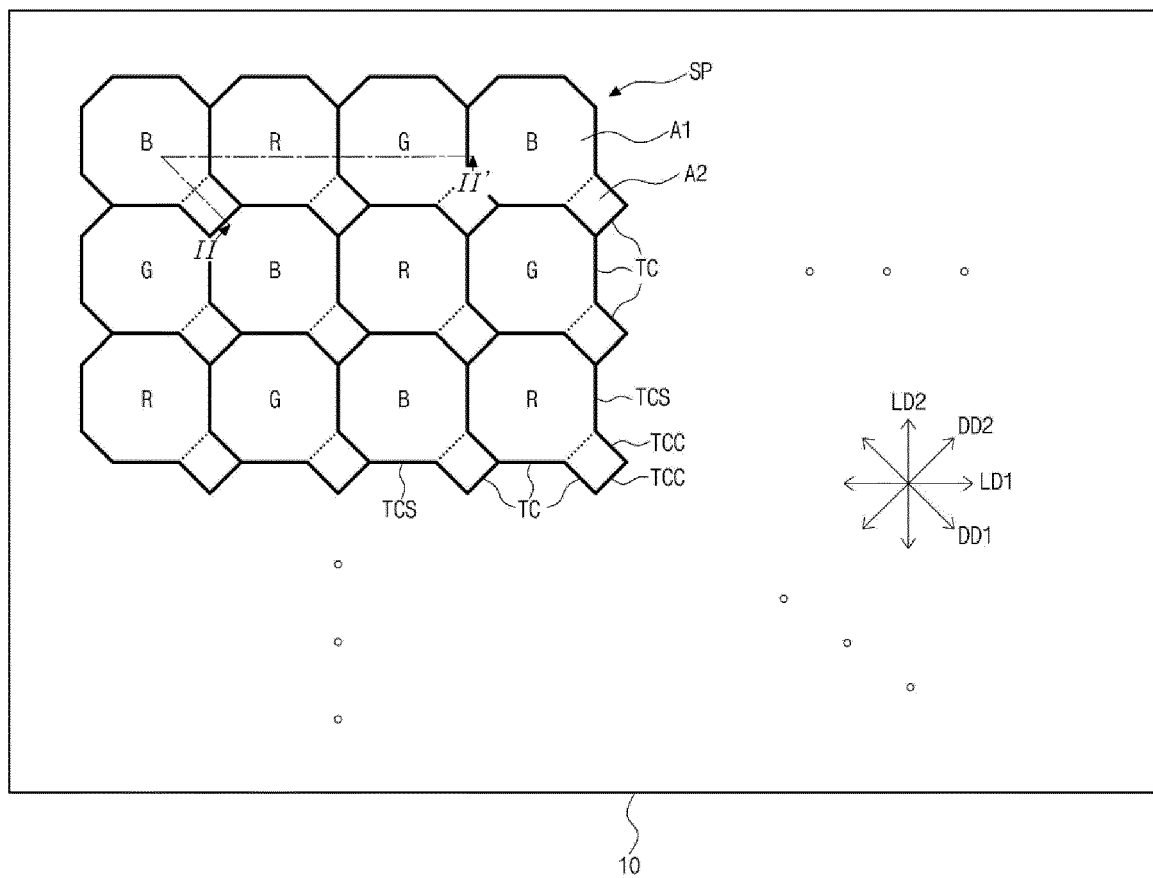 SP
B R G B
A1
II'
A2
II
G B R G
TC
R G B R
TCS
LD2
DD2
TCC
LD1
TCC
TCS
TC
DD1
10